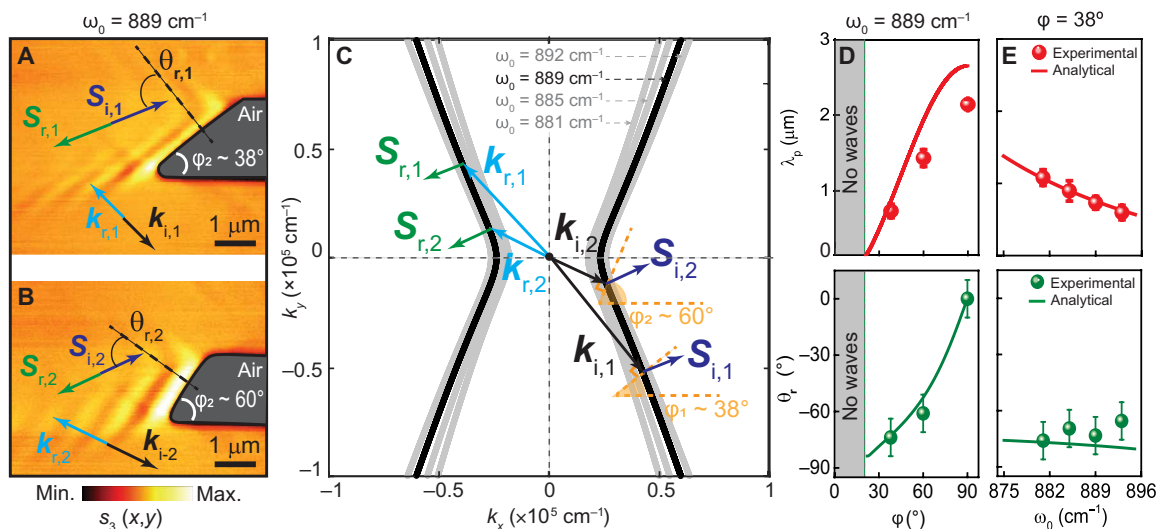 ω₀ = 889 cm⁻¹
A
θr,1
Si,1
Sr,1
Air
φ₂ ~ 38°
kr,1
ki,1
1 μm
B
θr,2
Si,2
Sr,2
Air
φ₂ ~ 60°
kr,2
ki-2
1 μm
Min.
Max.
s₃ (x,y)
C
ω₀ = 892 cm⁻¹
ω₀ = 889 cm⁻¹
ω₀ = 885 cm⁻¹
ω₀ = 881 cm⁻¹
Sr,1
kr,1
Sr,2
kr,2
ki,2
Si,2
φ₂ ~ 60°
ki,1
Si,1
φ₁ ~ 38°
1
0.5
0
−0.5
−1
ky (×10⁵ cm⁻¹)
−1
−0.5
0
0.5
1
kx (×10⁵ cm⁻¹)
ω₀ = 889 cm⁻¹
D
No waves
3
2
1
0
λp (μm)
No waves
0
−30
−60
−90
θr (°)
0
30
60
90
φ(°)
φ = 38º
E
Experimental
Analytical
Experimental
Analytical
875
882
889
896
ω₀ (cm⁻¹)